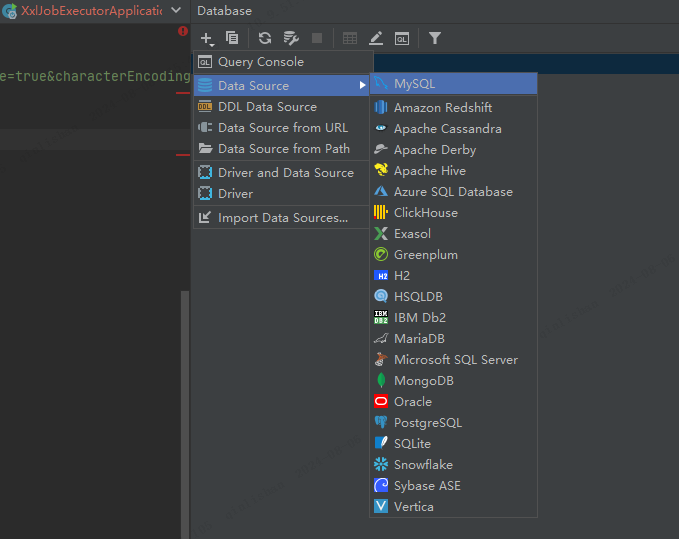 XxlJobExecutorApplicatio
Database
Query Console
e=true&characterEncoding
Data Source
DDL Data Source
Data Source from URL
Data Source from Path
Driver and Data Source
Driver
Import Data Sources...
MySQL
Amazon Redshift
Apache Cassandra
Apache Derby
Apache Hive
Azure SQL Database
ClickHouse
Exasol
Greenplum
H2
HSQLDB
IBM Db2
MariaDB
Microsoft SQL Server
MongoDB
Oracle
PostgreSQL
SQLite
Snowflake
Sybase ASE
Vertica